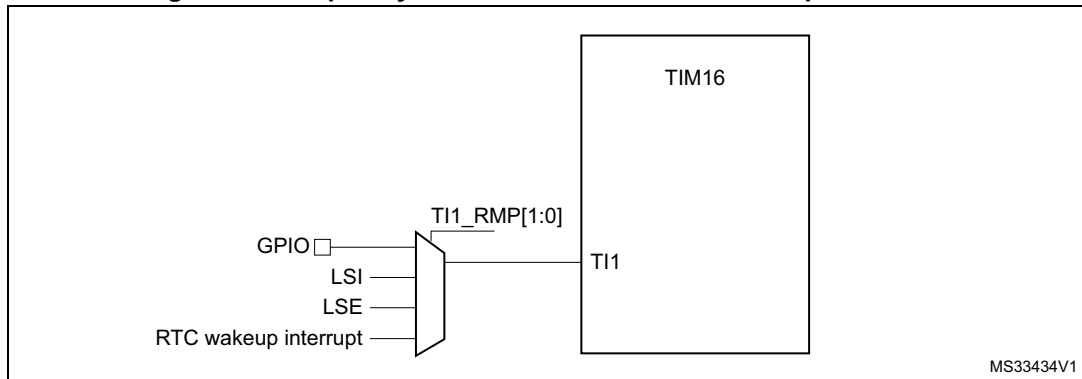 TIM16
TI1_RMP[1:0]
GPIO
TI1
LSI
LSE
RTC wakeup interrupt
MS33434V1